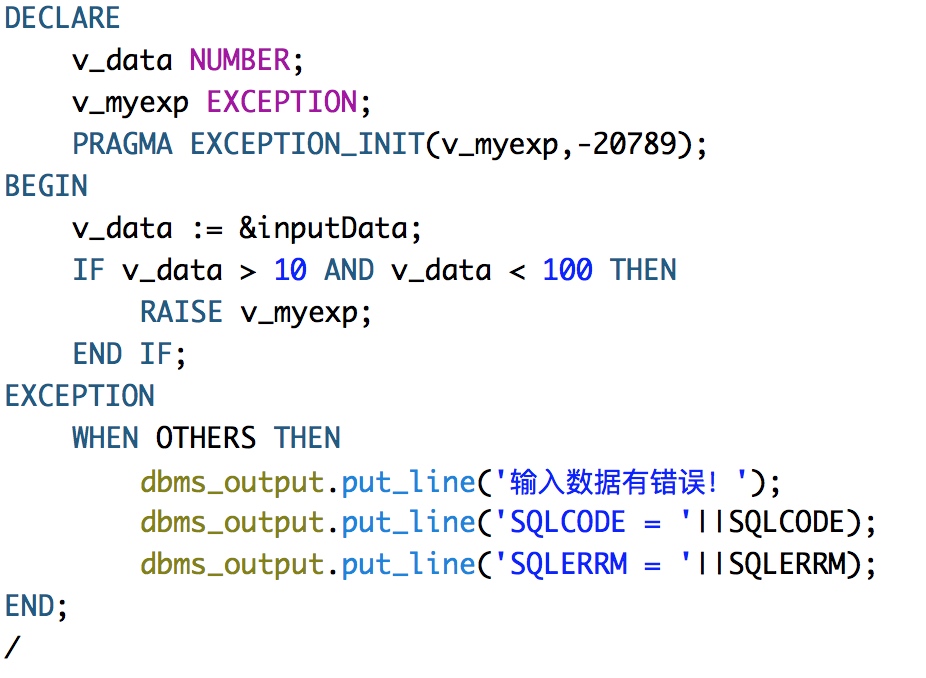 DECLARE
    v_data NUMBER;
    v_myexp EXCEPTION;
    PRAGMA EXCEPTION_INIT(v_myexp,-20789);
BEGIN
    v_data := &inputData;
    IF v_data > 10 AND v_data < 100 THEN
        RAISE v_myexp;
    END IF;
EXCEPTION
    WHEN OTHERS THEN
        dbms_output.put_line('输入数据有错误！');
        dbms_output.put_line('SQLCODE = '||SQLCODE);
        dbms_output.put_line('SQLERRM = '||SQLERRM);
END;
/